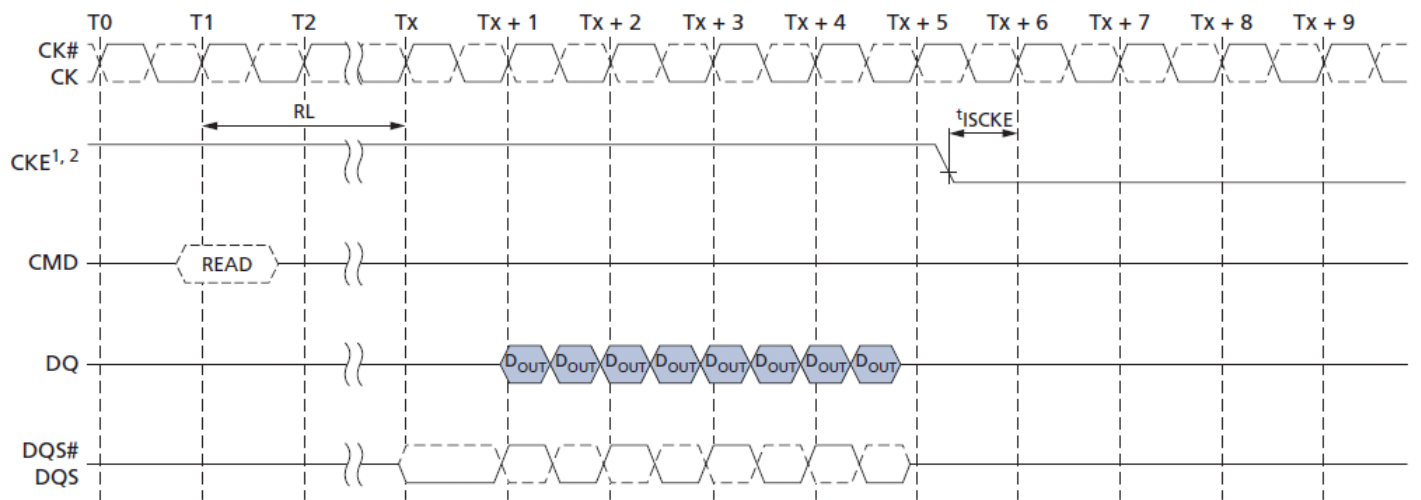 T0 T1 T2 Tx Tx + 1 Tx + 2 Tx + 3 Tx + 4 Tx + 5 Tx + 6 Tx + 7 Tx + 8 Tx + 9
CK#
CK
RL
tISCKE
CKE1, 2
CMD READ
DQ DOUT DOUT DOUT DOUT DOUT DOUT DOUT DOUT
DQS#
DQS